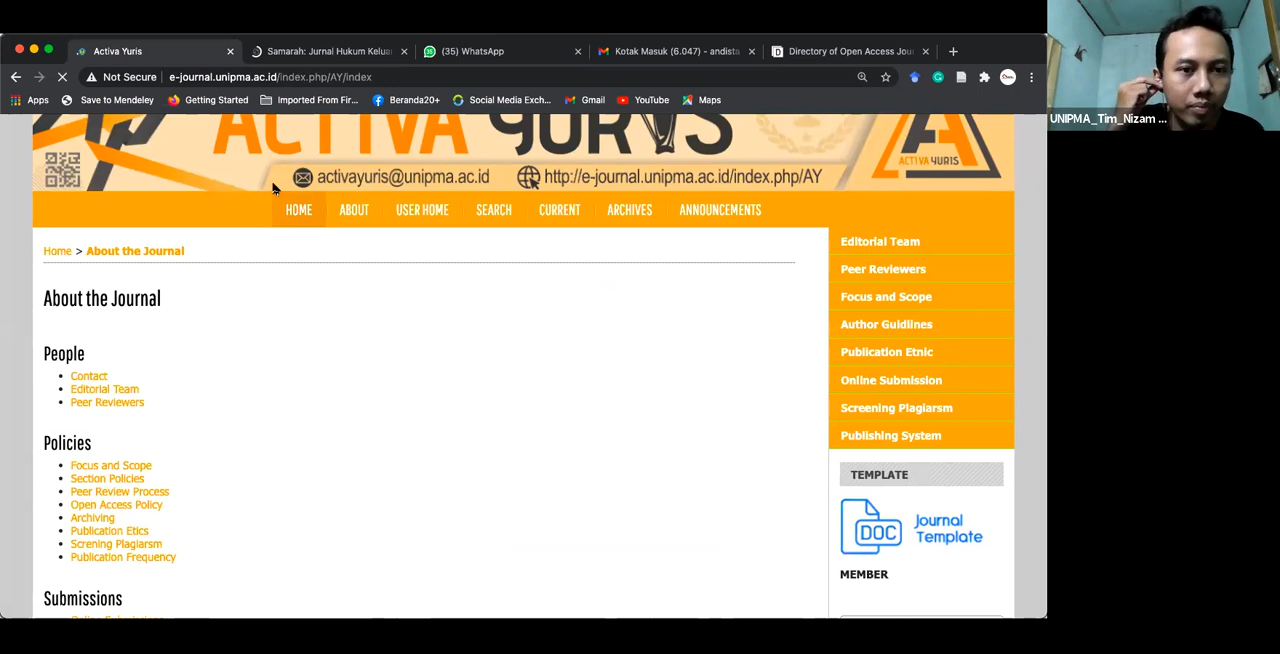 Activa Yuris
Samarah: Jurnal Hukum Kelua
(35) WhatsApp
Kotak Masuk (6.047) - andista
Directory of Open Access Jou
Not Secure
e-journal.unipma.ac.id/index.php/AY/index
Apps
Save to Mendeley
Getting Started
Imported From Fir...
Beranda20+
Social Media Exch...
Gmail
YouTube
Maps
UNIPMA_Tim_Nizam ...
ACTIVA YURIS
activayuris@unipma.ac.id
http://e-journal.unipma.ac.id/index.php/AY
ACTIVA YURIS
HOME
ABOUT
USER HOME
SEARCH
CURRENT
ARCHIVES
ANNOUNCEMENTS
Home > About the Journal
About the Journal
People
Contact
Editorial Team
Peer Reviewers
Policies
Focus and Scope
Section Policies
Peer Review Process
Open Access Policy
Archiving
Publication Etics
Screning Plagiarsm
Publication Frequency
Submissions
Editorial Team
Peer Reviewers
Focus and Scope
Author Guidlines
Publication Etnic
Online Submission
Screening Plagiarsm
Publishing System
TEMPLATE
DOC
Journal
Template
MEMBER